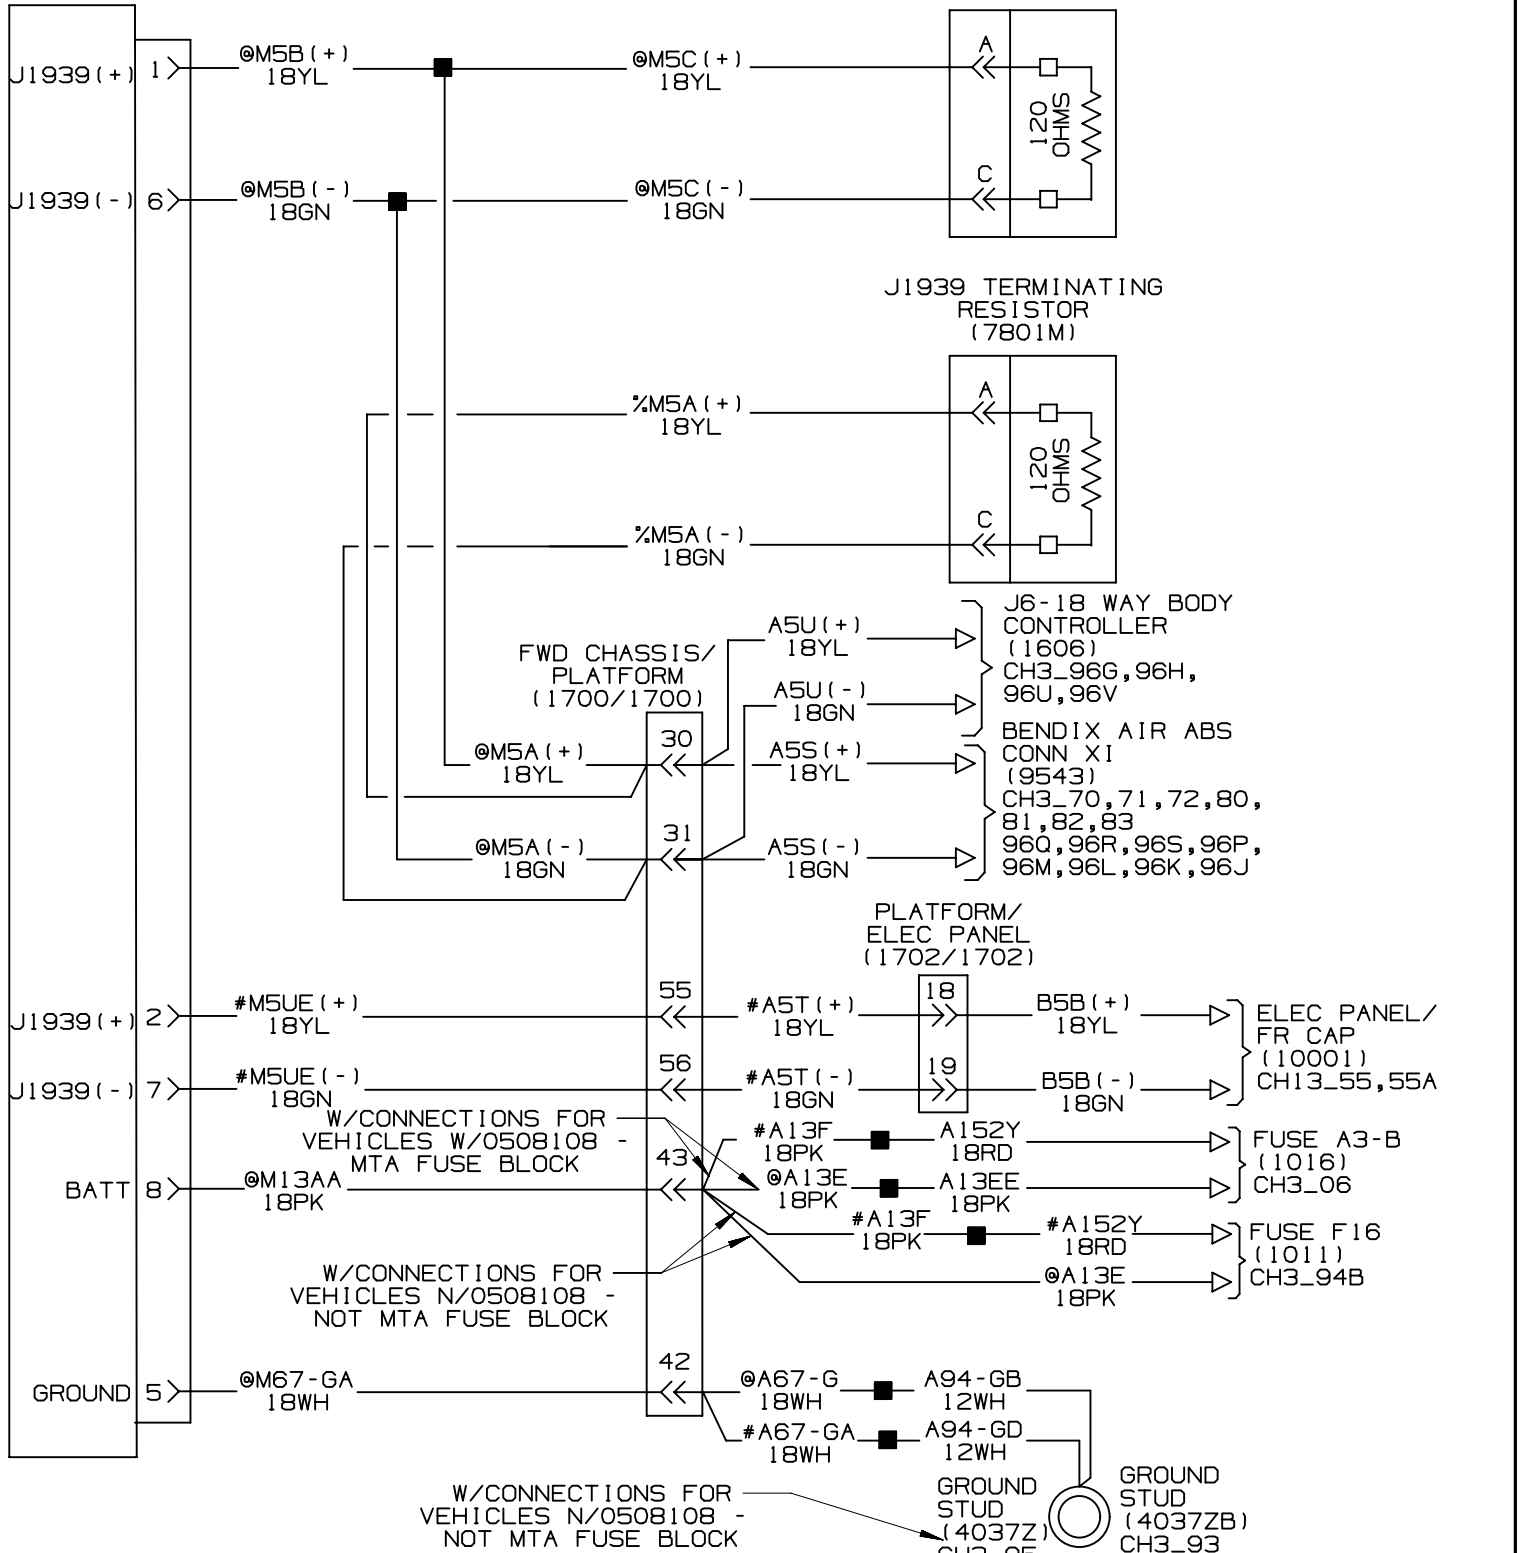 @M5B(+)
18YL
@M5C(+)
18YL
A
J1939(+) 1
120
OHMS
@M5B(-)
18GN
@M5C(-)
18GN
C
J1939(-) 6
J1939 TERMINATING
RESISTOR
(7801M)
%M5A(+)
18YL
A
120
OHMS
%M5A(-)
18GN
C
J6-18 WAY BODY
CONTROLLER
(1606)
CH3_96G,96H,
96U,96V
A5U(+)
18YL
FWD CHASSIS/
PLATFORM
(1700/1700)
A5U(-)
18GN
BENDIX AIR ABS
CONN XI
(9543)
CH3_70,71,72,80,
81,82,83
96Q,96R,96S,96P,
96M,96L,96K,96J
@M5A(+)
18YL
30
A5S(+)
18YL
@M5A(-)
18GN
31
A5S(-)
18GN
PLATFORM/
ELEC PANEL
(1702/1702)
J1939(+) 2
#M5UE(+)
18YL
55
#A5T(+)
18YL
18
B5B(+)
18YL
ELEC PANEL/
FR CAP
(10001)
CH13_55,55A
J1939(-) 7
#M5UE(-)
18GN
56
#A5T(-)
18GN
19
B5B(-)
18GN
W/CONNECTIONS FOR
VEHICLES W/0508108 -
MTA FUSE BLOCK
#A13F
18PK
A152Y
18RD
FUSE A3-B
(1016)
CH3_06
BATT 8
@M13AA
18PK
43
@A13E
18PK
A13EE
18PK
#A13F
18PK
#A152Y
18RD
FUSE F16
(1011)
CH3_94B
@A13E
18PK
W/CONNECTIONS FOR
VEHICLES N/0508108 -
NOT MTA FUSE BLOCK
GROUND 5
@M67-GA
18WH
42
@A67-G
18WH
A94-GB
12WH
#A67-GA
18WH
A94-GD
12WH
W/CONNECTIONS FOR
VEHICLES N/0508108 -
NOT MTA FUSE BLOCK
GROUND
STUD
(4037Z)
GROUND
STUD
(4037ZB)
CH3_93